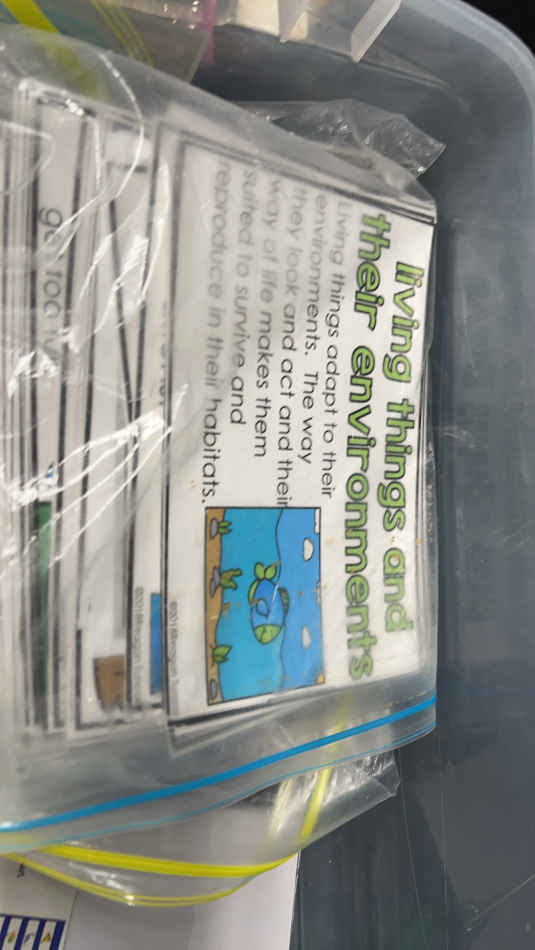 living things and
their environments
Living things adapt to their
environments. The way
they look and act and their
way of life makes them
suited to survive and
reproduce in their habitats.